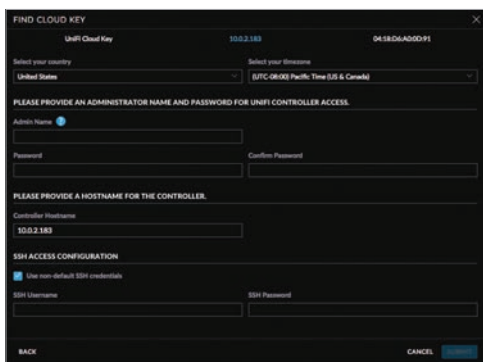 FIND CLOUD KEY
UniFi Cloud Key 10.0.2.183 04:18:D6:A0:0D:91
Select your country Select your timezone
United States (UTC-08:00) Pacific Time (US & Canada)
PLEASE PROVIDE AN ADMINISTRATOR NAME AND PASSWORD FOR UNIFI CONTROLLER ACCESS.
Admin Name ?
Password Confirm Password
PLEASE PROVIDE A HOSTNAME FOR THE CONTROLLER.
Controller Hostname
10.0.2.183
SSH ACCESS CONFIGURATION
Use non-default SSH credentials
SSH Username SSH Password
BACK CANCEL SUBMIT